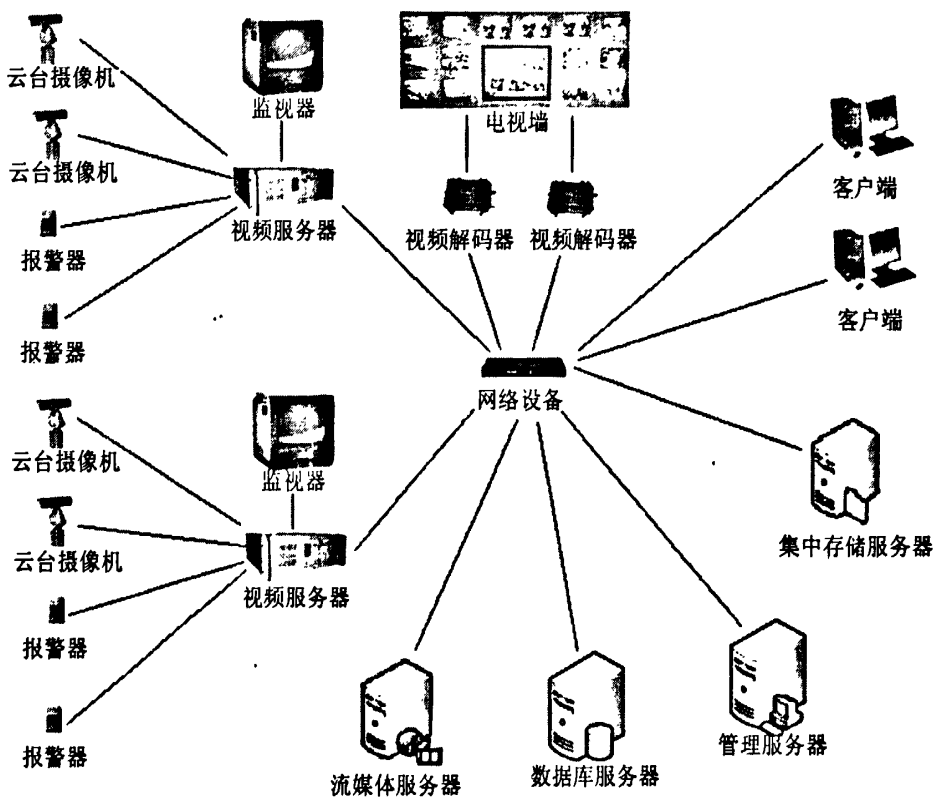 云台摄像机
监视器
电视墙
云台摄像机
客户端
视频服务器
视频解码器
视频解码器
报警器
客户端
报警器
网络设备
云台摄像机
监视器
集中存储服务器
云台摄像机
视频服务器
报警器
管理服务器
报警器
流媒体服务器
数据库服务器